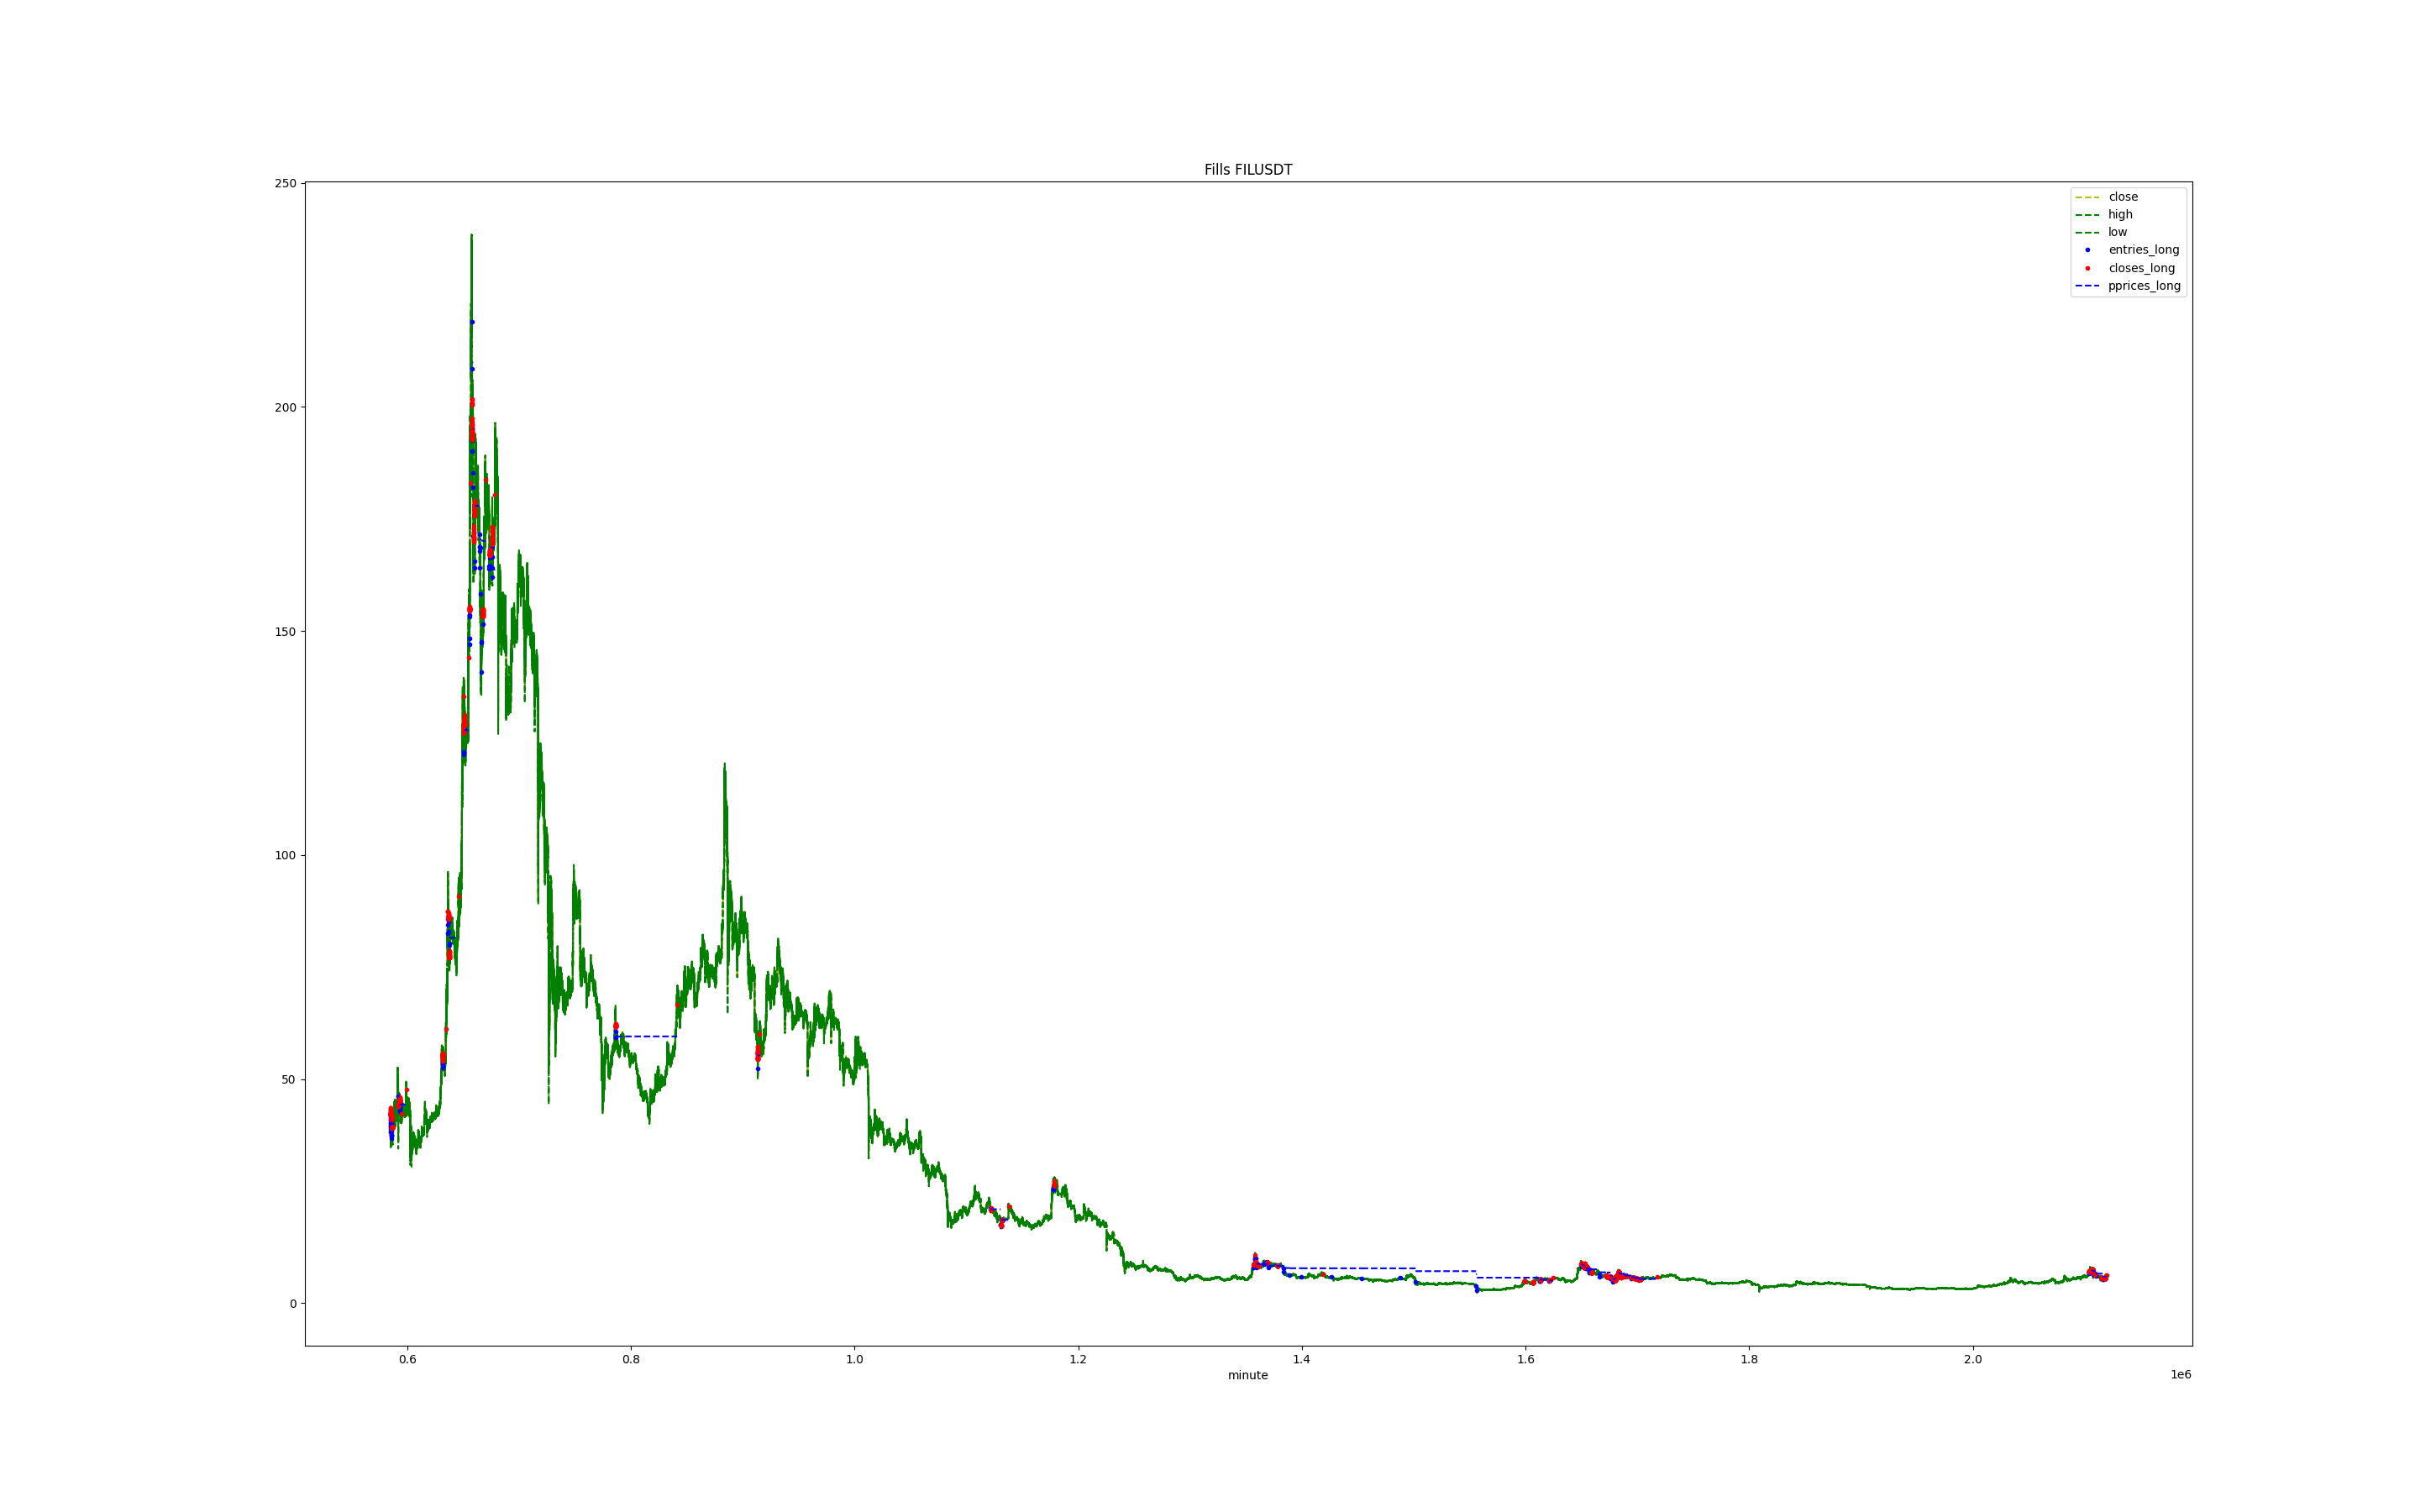 Fills FILUSDT
250
200
150
100
50
0
close
high
low
entries_long
closes_long
pprices_long
0.6 0.8 1.0 1.2 1.4 1.6 1.8 2.0
minute
1e6